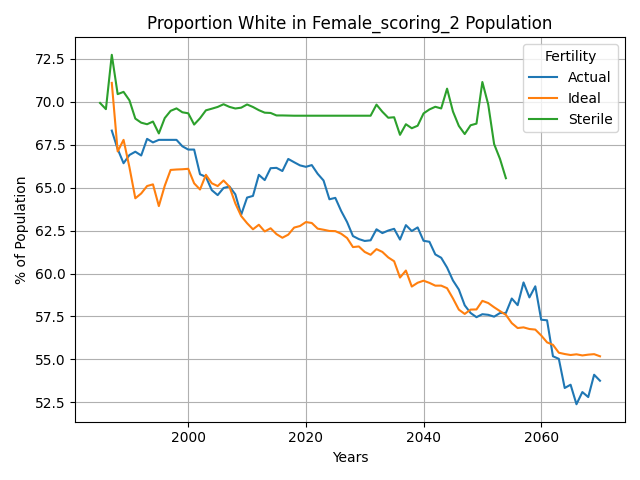 Proportion White in Female_scoring_2 Population
Fertility
Actual
Ideal
Sterile
% of Population
72.5
70.0
67.5
65.0
62.5
60.0
57.5
55.0
52.5
2000
2020
2040
2060
Years